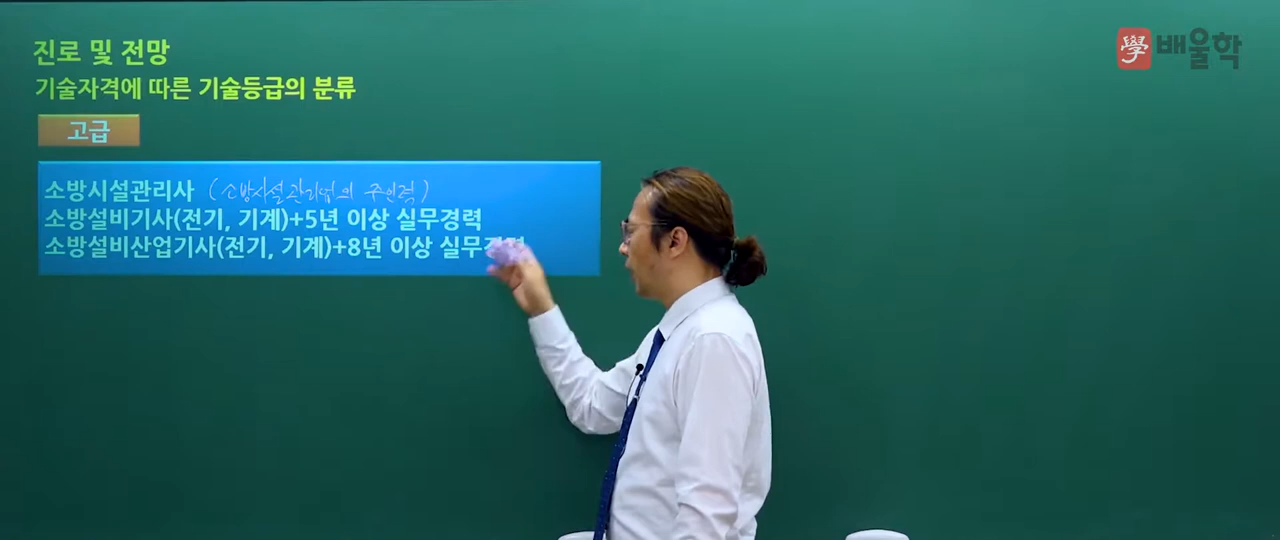 진로 및 전망
學 배울학
기술자격에 따른 기술등급의 분류
고급
소방시설관리사 (소방시설관리업의 주인력)
소방설비기사(전기, 기계)+5년 이상 실무경력
소방설비산업기사(전기, 기계)+8년 이상 실무경력